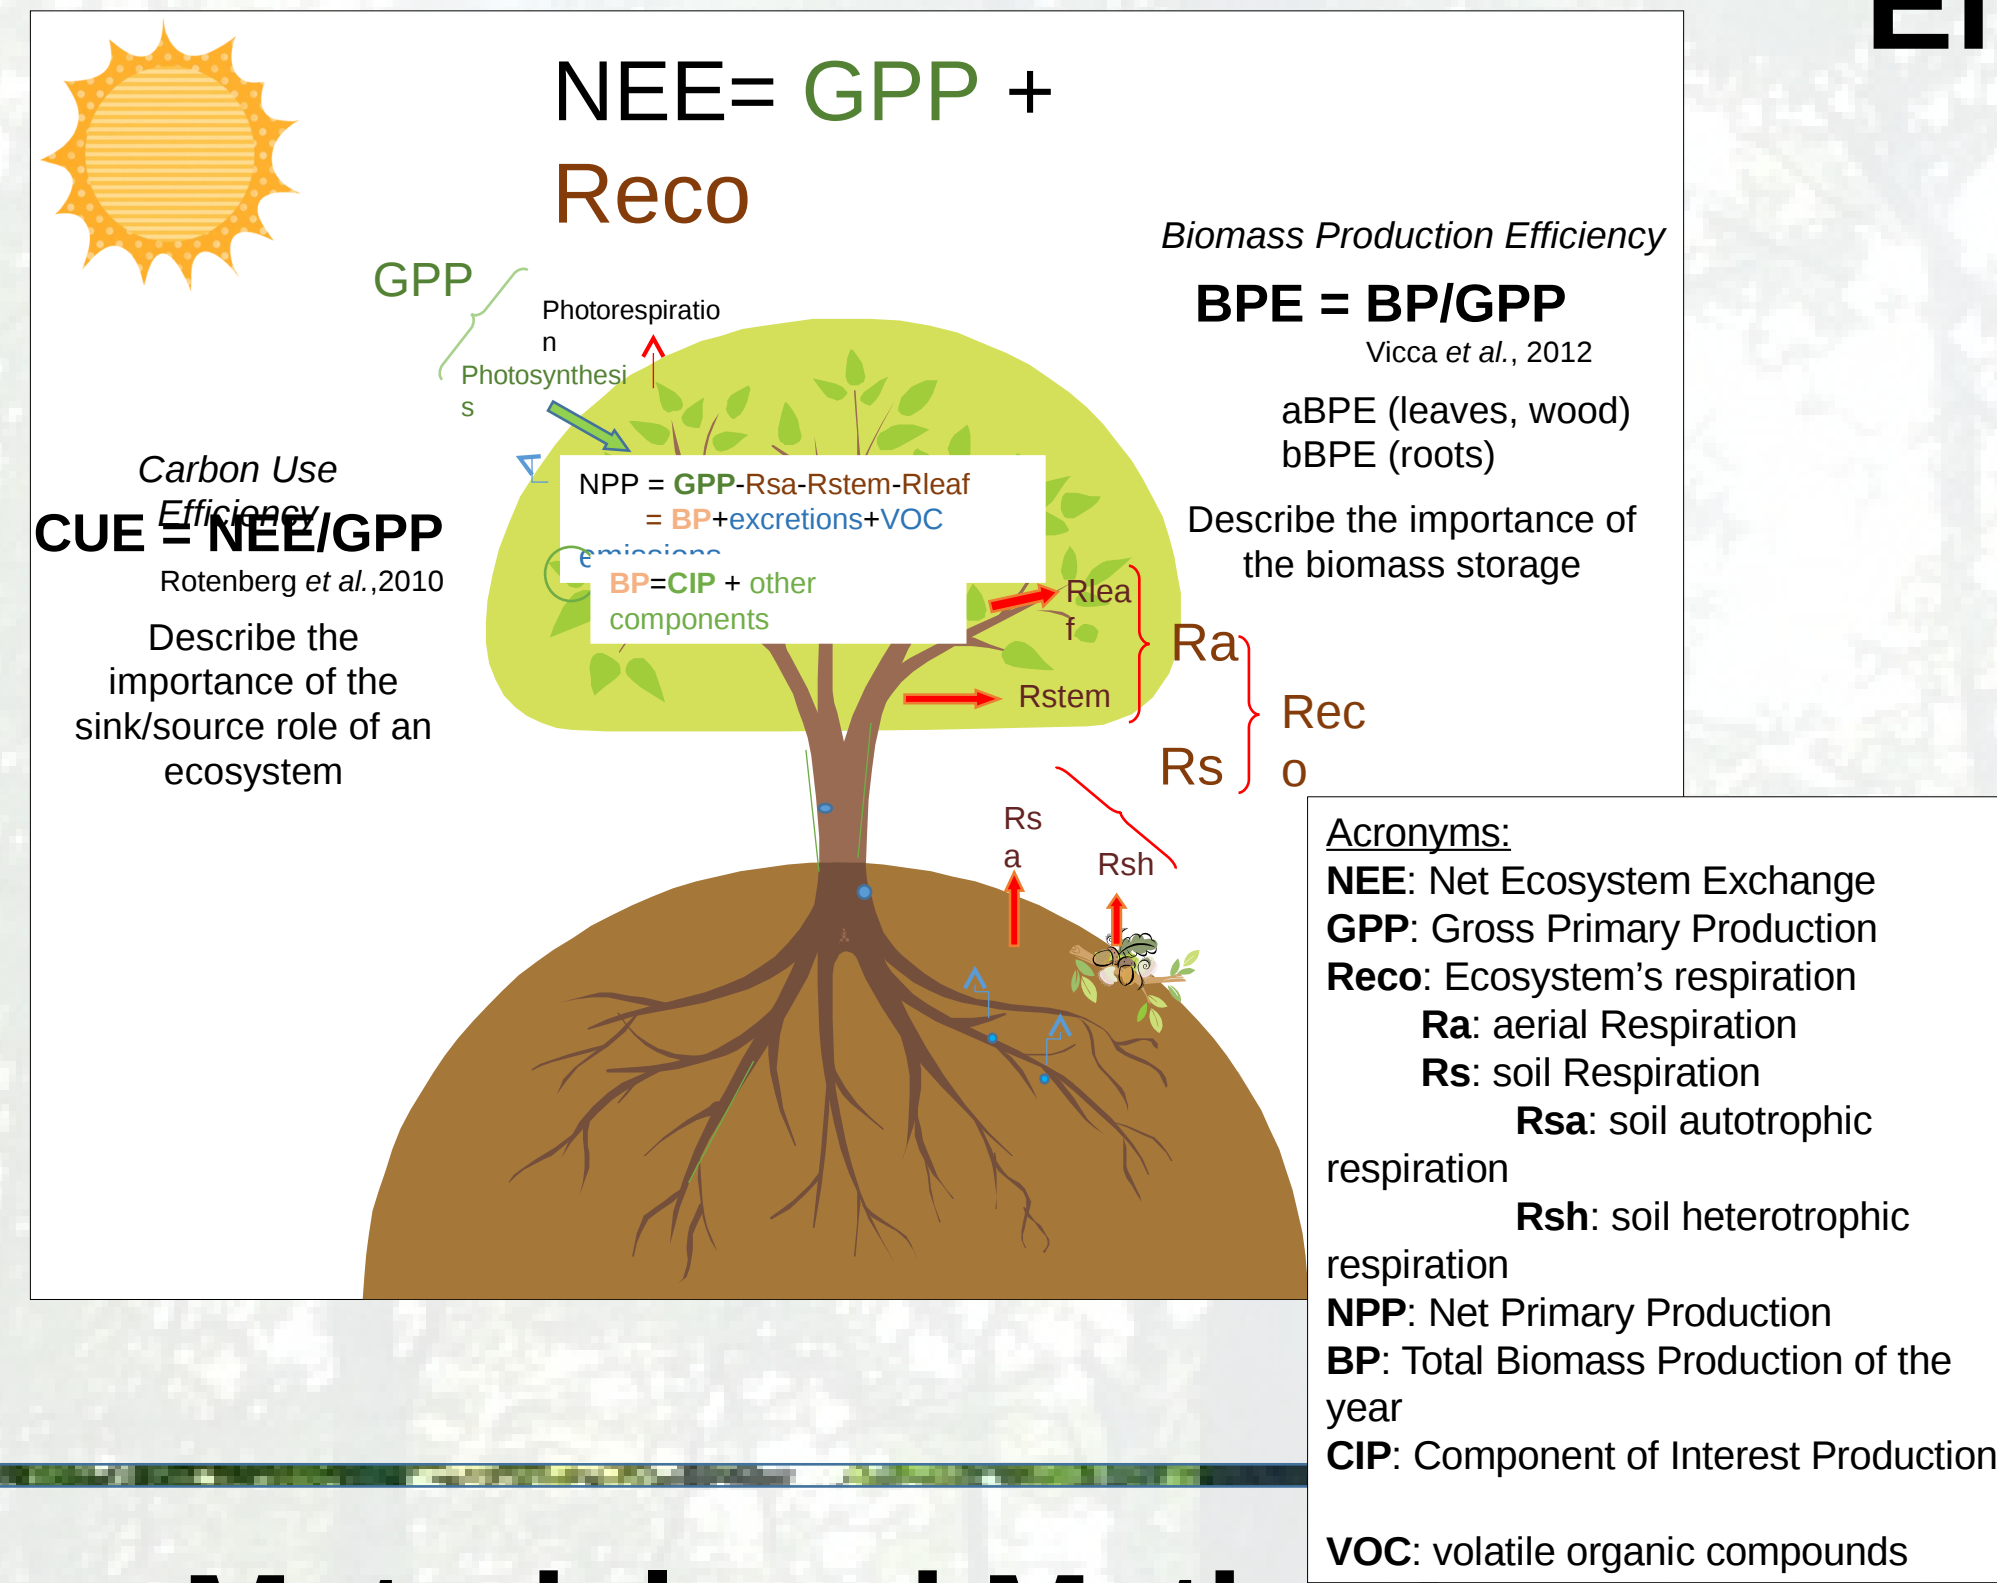 EF
NEE= GPP +
Reco
Biomass Production Efficiency
GPP
BPE = BP/GPP
Photorespiratio
n
Vicca et al., 2012
Photosynthesi
s
aBPE (leaves, wood)
bBPE (roots)
Carbon Use
Efficiency
CUE = NEE/GPP
Rotenberg et al.,2010
NPP = GPP-Rsa-Rstem-Rleaf
= BP+excretions+VOC
emissions
BP=CIP + other
components
Describe the importance of
the biomass storage
Describe the
importance of the
sink/source role of an
ecosystem
Rlea
f
Ra
Rstem
Rec
o
Rs
Rs
a
Rsh
Acronyms:
NEE: Net Ecosystem Exchange
GPP: Gross Primary Production
Reco: Ecosystem’s respiration
Ra: aerial Respiration
Rs: soil Respiration
Rsa: soil autotrophic
respiration
Rsh: soil heterotrophic
respiration
NPP: Net Primary Production
BP: Total Biomass Production of the
year
CIP: Component of Interest Production
VOC: volatile organic compounds